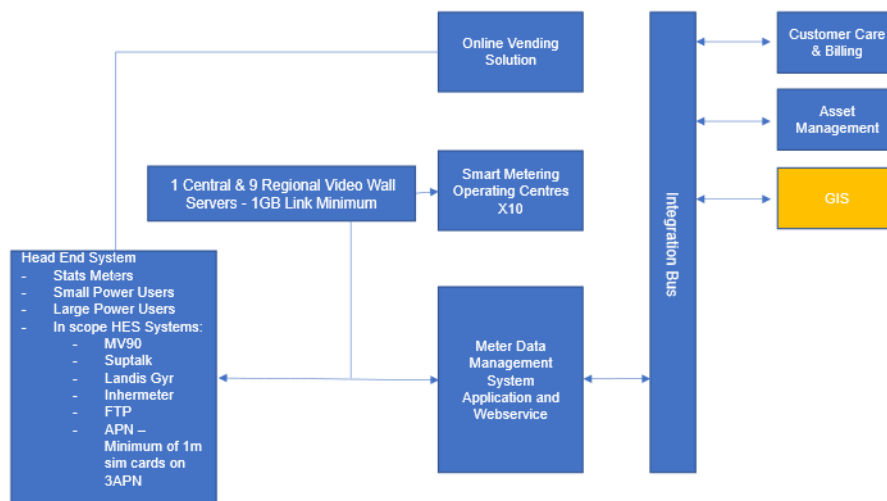 Online Vending
Solution
Customer Care
& Billing
Asset
Management
1 Central & 9 Regional Video Wall
Servers - 1GB Link Minimum
Smart Metering
Operating Centres
X10
GIS
Integration Bus
Head End System
- Stats Meters
- Small Power Users
- Large Power Users
- In scope HES Systems:
- MV90
- Suptalk
- Landis Gyr
- Inhermeter
- FTP
- APN –
Minimum of 1m
sim cards on
3APN
Meter Data
Management
System
Application and
Webservice